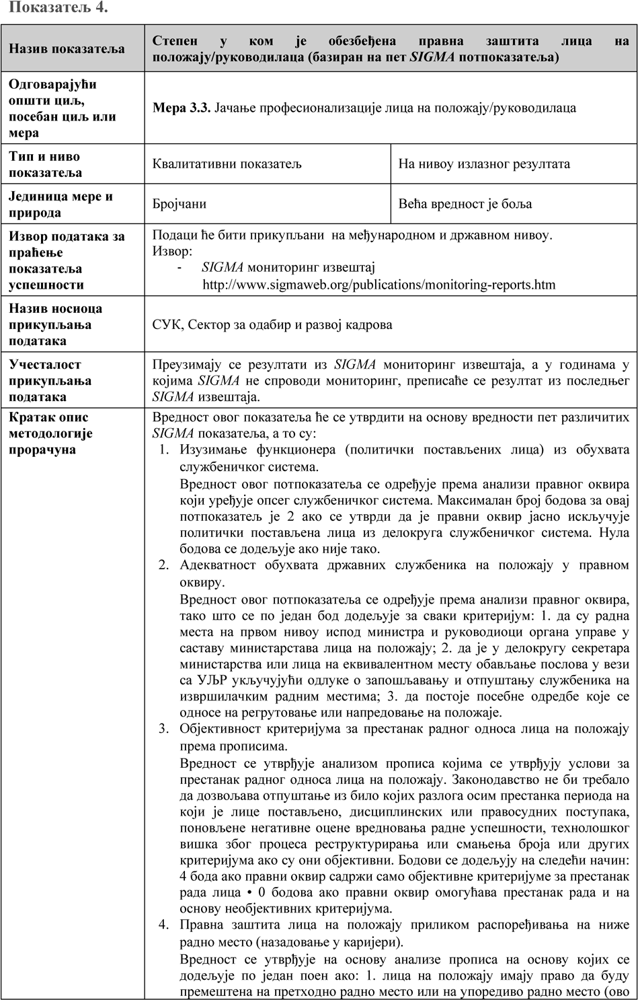 Показатељ 4.
Назив показатеља
Степен у ком је обезбеђена правна заштита лица на
положају/руководилаца (базиран на пет SIGMA потпоказатеља)
Одговарајући
општи циљ,
посебан циљ или
мера
Мера 3.3. Јачање професионализације лица на положају/руководилаца
Тип и ниво
показатеља
Квалитативни показатељ
На нивоу излазног резултата
Јединица мере и
природа
Бројчани
Већа вредност је боља
Извор података за
праћење
показатеља
успешности
Подаци ће бити прикупљани на међународном и државном нивоу.
Извор:
- SIGMA мониторинг извештај
http://www.sigmaweb.org/publications/monitoring-reports.htm
Назив носиоца
прикупљања
података
СУК, Сектор за одабир и развој кадрова
Учесталост
прикупљања
података
Преузимају се резултати из SIGMA мониторинг извештаја, а у годинама у
којима SIGMA не спроводи мониторинг, преписаће се резултат из последњег
SIGMA извештаја.
Кратак опис
методологије
прорачуна
Вредност овог показатеља ће се утврдити на основу вредности пет различитих
SIGMA показатеља, а то су:
1. Изузимање функционера (политички постављених лица) из обухвата
службеничког система.
Вредност овог потпоказатеља се одређује према анализи правног оквира
који уређује опсег службеничког система. Максималан број бодова за овај
потпоказатељ је 2 ако се утврди да је правни оквир јасно искључује
политички постављена лица из делокруга службеничког система. Нула
бодова се додељује ако није тако.
2. Адекватност обухвата државних службеника на положају у правном
оквиру.
Вредност овог потпоказатеља се одређује према анализи правног оквира,
тако што се по један бод додељује за сваки критеријум: 1. да су радна
места на првом нивоу испод министра и руководиоци органа управе у
саставу министарстава лица на положају; 2. да је у делокругу секретара
министарства или лица на еквивалентном месту обављање послова у вези
са УЉР укључујући одлуке о запошљавању и отпуштању службеника на
извршилачким радним местима; 3. да постоје посебне одредбе које се
односе на регрутовање или напредовање на положаје.
3. Објективност критеријума за престанак радног односа лица на положају
према прописима.
Вредност се утврђује анализом прописа којима се утврђују услови за
престанак радног односа лица на положају. Законодавство не би требало
да дозвољава отпуштање из било којих разлога осим престанка периода на
који је лице постављено, дисциплинских или правосудних поступака,
поновљене негативне оцене вредновања радне успешности, технолошког
вишка због процеса реструктурирања или смањења броја или других
критеријума ако су они објективни. Бодови се додељују на следећи начин:
4 бода ако правни оквир садржи само објективне критеријуме за престанак
рада лица • 0 бодова ако правни оквир омогућава престанак рада и на
основу необјективних критеријума.
4. Правна заштита лица на положају приликом распоређивања на ниже
радно место (назадовање у каријери).
Вредност се утврђује на основу анализе прописа на основу којих се
додељује по један поен ако: 1. лица на положају имају право да буду
премештена на претходно радно место или на упоредиво радно место (ово